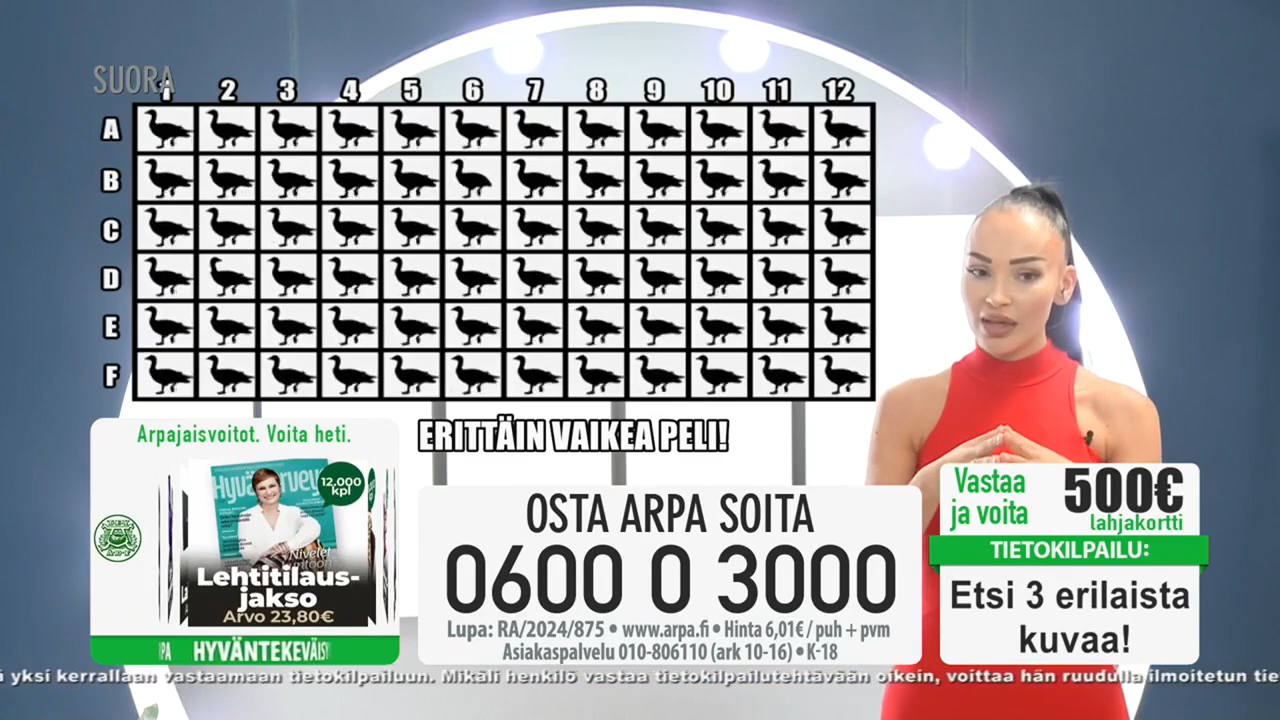 SUORA
1 2 3 4 5 6 7 8 9 10 11 12
A
B
C
D
E
F
ERITTÄIN VAIKEA PELI!
Arpajaisvoitot. Voita heti.
12.000
kpl
Nivelet
Lehtitilaus-
jakso
Arvo 23,80€
HYVÄNTEKEVÄISY
OSTA ARPA SOITA
0600 0 3000
Lupa: RA/2024/875 • www.arpa.fi • Hinta 6,01€ / puh + pvm
Asiakaspalvelu 010-806110 (ark 10-16) • K-18
Vastaa
ja voita
500€
lahjakortti
TIETOKILPAILU:
Etsi 3 erilaista
kuvaa!
yksi kerrallaan vastaamaan tietokilpailuun. Mikäli henkilö vastaa tietokilpailutehtävään oikein, voittaa hän ruudulla ilmoitetun tie